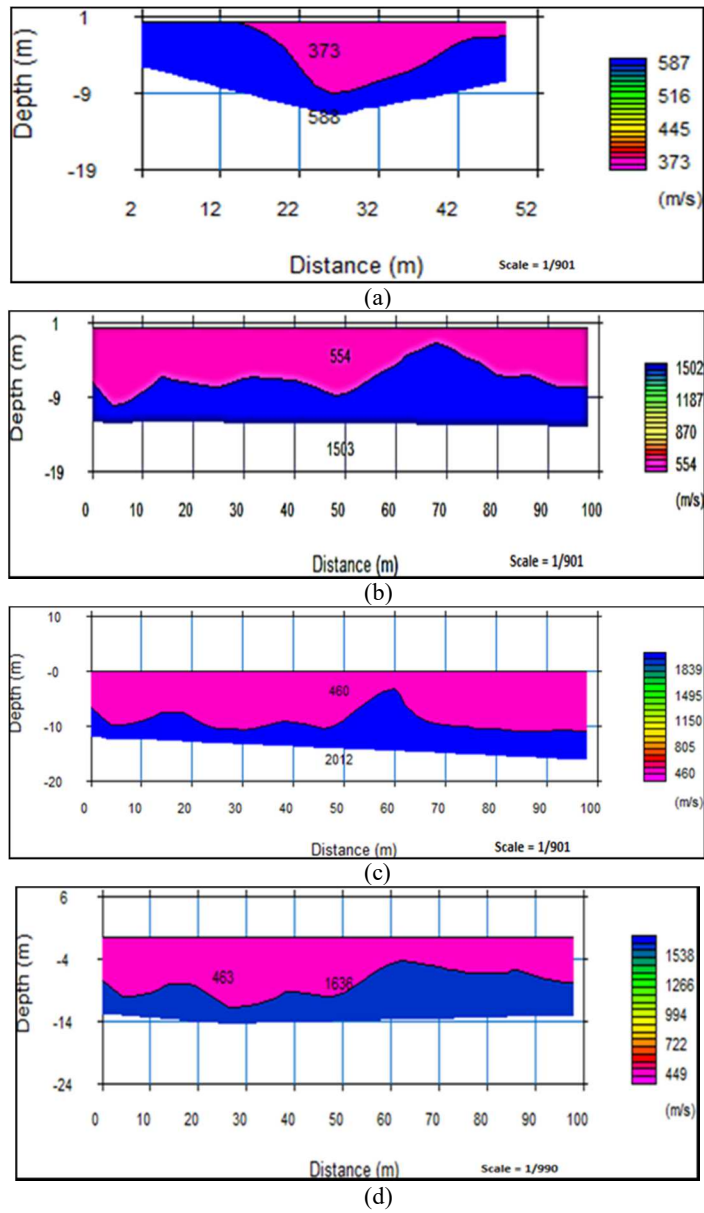 1
-9
-19
Depth (m)
373
588
2 12 22 32 42 52
Distance (m)
Scale = 1/901
587
516
445
373
(m/s)
(a)
1
-9
-19
Depth (m)
554
1503
0 10 20 30 40 50 60 70 80 90 100
Distance (m)
Scale = 1/901
1502
1187
870
554
(m/s)
(b)
10
-0
-10
-20
Depth (m)
460
2012
0 10 20 30 40 50 60 70 80 90 100
Distance (m)
Scale = 1/901
1839
1495
1150
805
460
(m/s)
(c)
6
-4
-14
-24
Depth (m)
463
1636
0 10 20 30 40 50 60 70 80 90 100
Distance (m)
Scale = 1/990
1538
1266
994
722
449
(m/s)
(d)